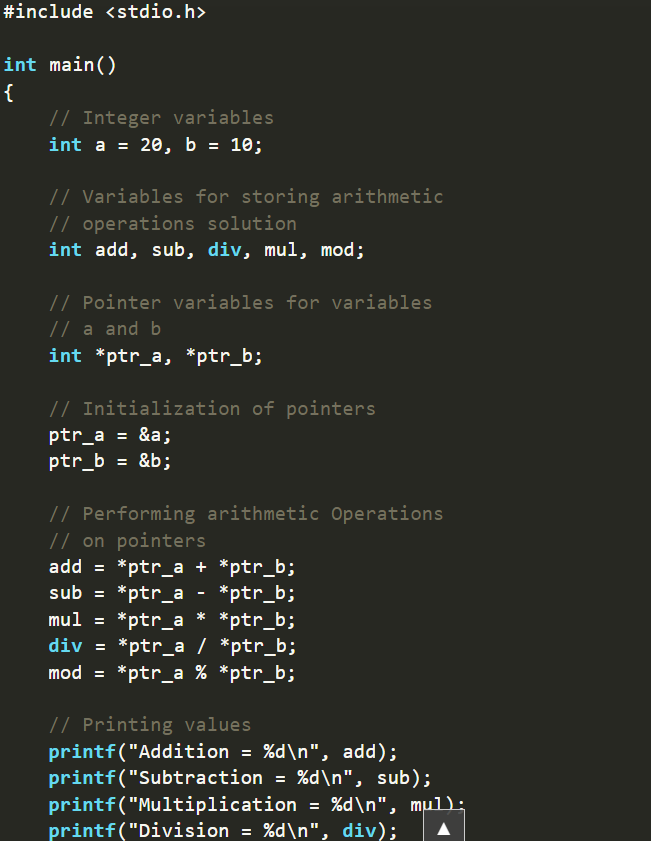 #include <stdio.h>
int main()
{
// Integer variables
int a = 20, b = 10;
// Variables for storing arithmetic
// operations solution
int add, sub, div, mul, mod;
// Pointer variables for variables
// a and b
int *ptr_a, *ptr_b;
// Initialization of pointers
ptr_a = &a;
ptr_b = &b;
// Performing arithmetic Operations
// on pointers
add = *ptr_a + *ptr_b;
sub = *ptr_a - *ptr_b;
mul = *ptr_a * *ptr_b;
div = *ptr_a / *ptr_b;
mod = *ptr_a % *ptr_b;
// Printing values
printf("Addition = %d\n", add);
printf("Subtraction = %d\n", sub);
printf("Multiplication = %d\n", mul);
printf("Division = %d\n", div);